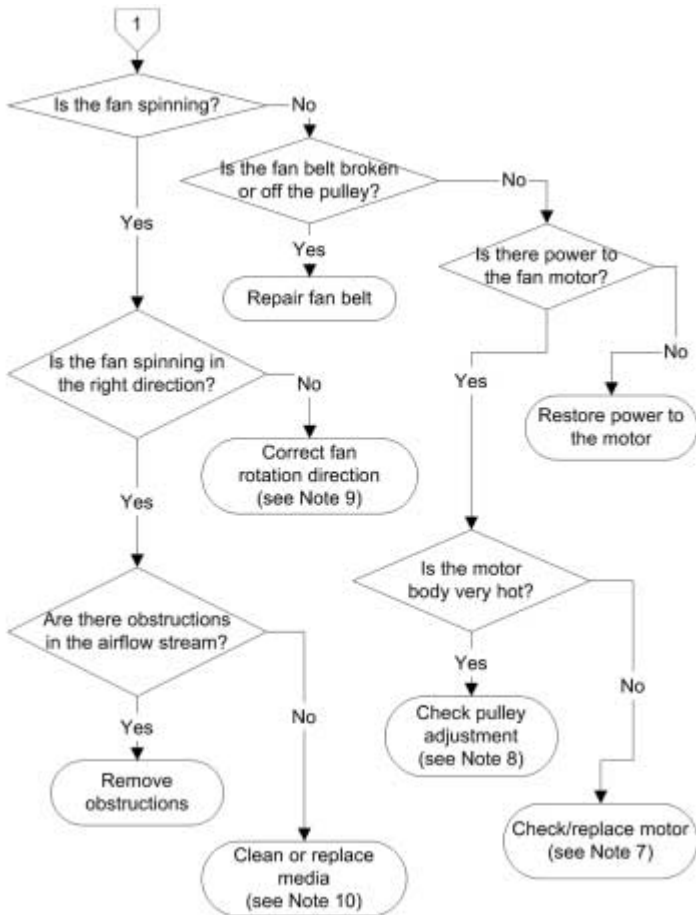 1
Is the fan spinning?
No
Is the fan belt broken
or off the pulley?
No
Yes
Yes
Is there power to
the fan motor?
Repair fan belt
Is the fan spinning in
the right direction?
No
Yes
No
Restore power to
the motor
Correct fan
rotation direction
(see Note 9)
Yes
Is the motor
body very hot?
Are there obstructions
in the airflow stream?
Yes
No
No
Yes
Check pulley
adjustment
(see Note 8)
Remove
obstructions
Check/replace motor
(see Note 7)
Clean or replace
media
(see Note 10)